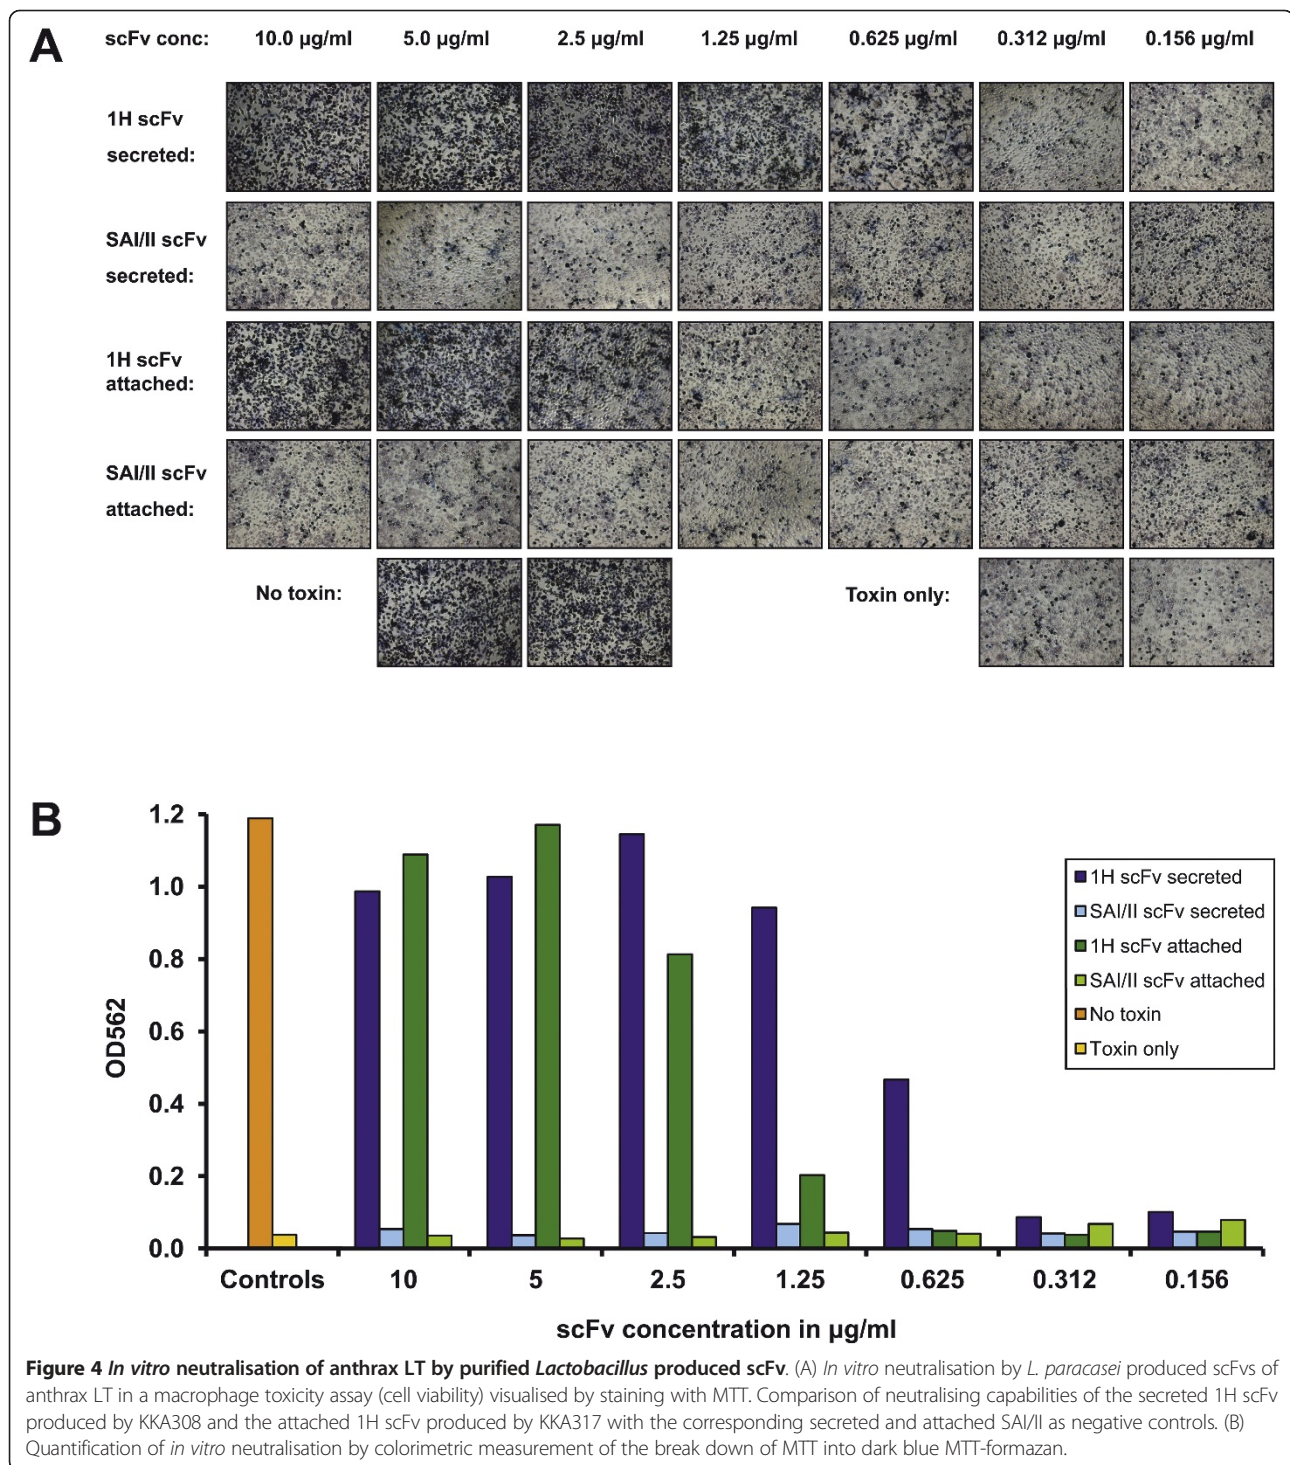 A
scFv conc: 10.0 µg/ml 5.0 µg/ml 2.5 µg/ml 1.25 µg/ml 0.625 µg/ml 0.312 µg/ml 0.156 µg/ml
1H scFv
secreted:
SAI/II scFv
secreted:
1H scFv
attached:
SAI/II scFv
attached:
No toxin: Toxin only:
B
1.2
1.0
0.8
0.6
0.4
0.2
0.0
OD562
1H scFv secreted
SAI/II scFv secreted
1H scFv attached
SAI/II scFv attached
No toxin
Toxin only
Controls 10 5 2.5 1.25 0.625 0.312 0.156
scFv concentration in µg/ml
Figure 4 In vitro neutralisation of anthrax LT by purified Lactobacillus produced scFv. (A) In vitro neutralisation by L. paracasei produced scFvs of
anthrax LT in a macrophage toxicity assay (cell viability) visualised by staining with MTT. Comparison of neutralising capabilities of the secreted 1H scFv
produced by KKA308 and the attached 1H scFv produced by KKA317 with the corresponding secreted and attached SAI/II as negative controls. (B)
Quantification of in vitro neutralisation by colorimetric measurement of the break down of MTT into dark blue MTT-formazan.